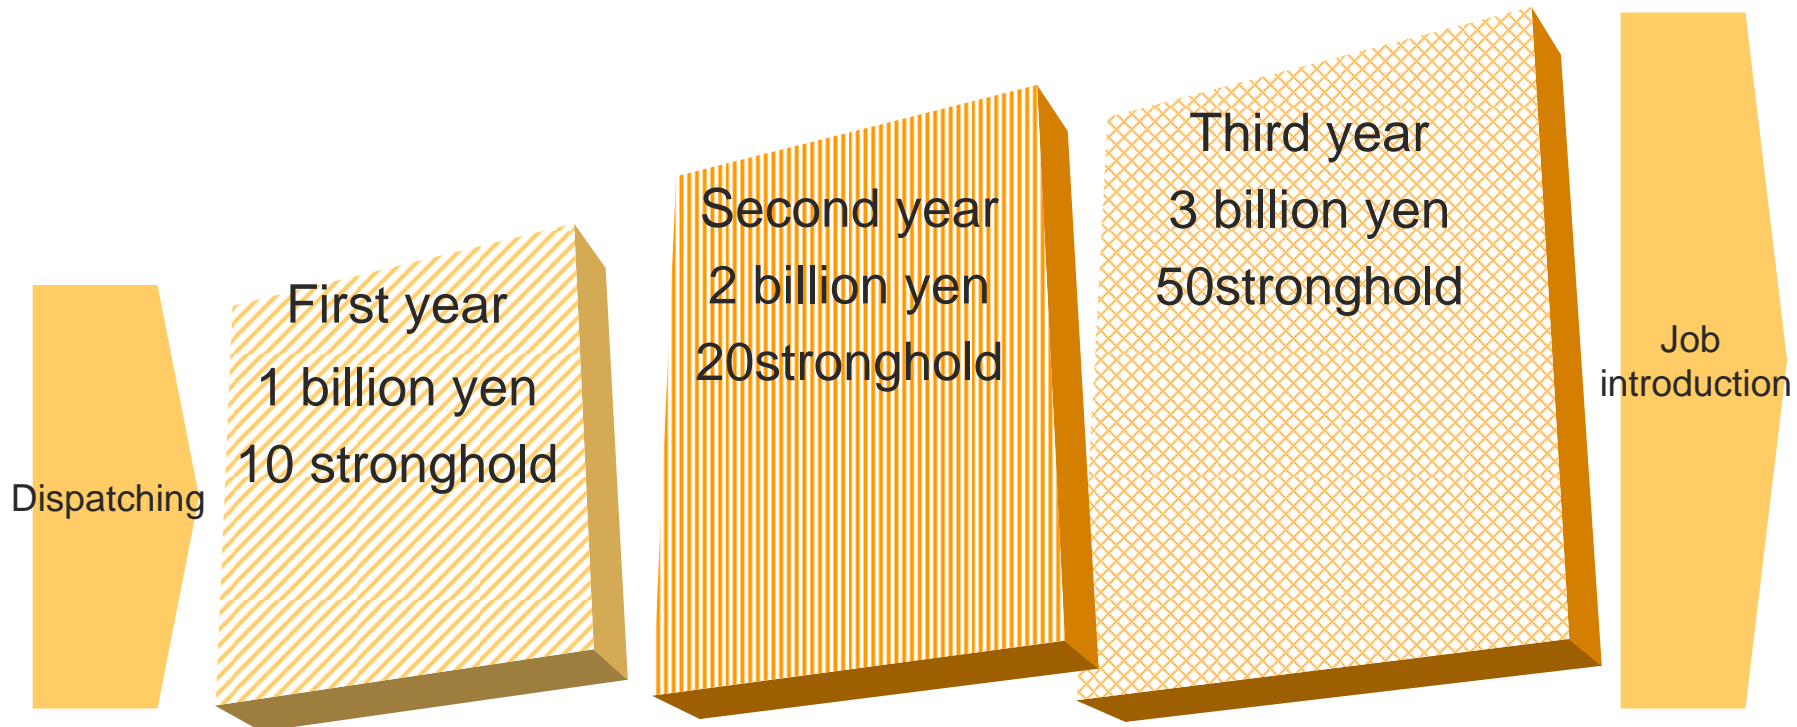 Dispatching
First year
1 billion yen
10 stronghold
Second year
2 billion yen
20stronghold
Third year
3 billion yen
50stronghold
Job
introduction